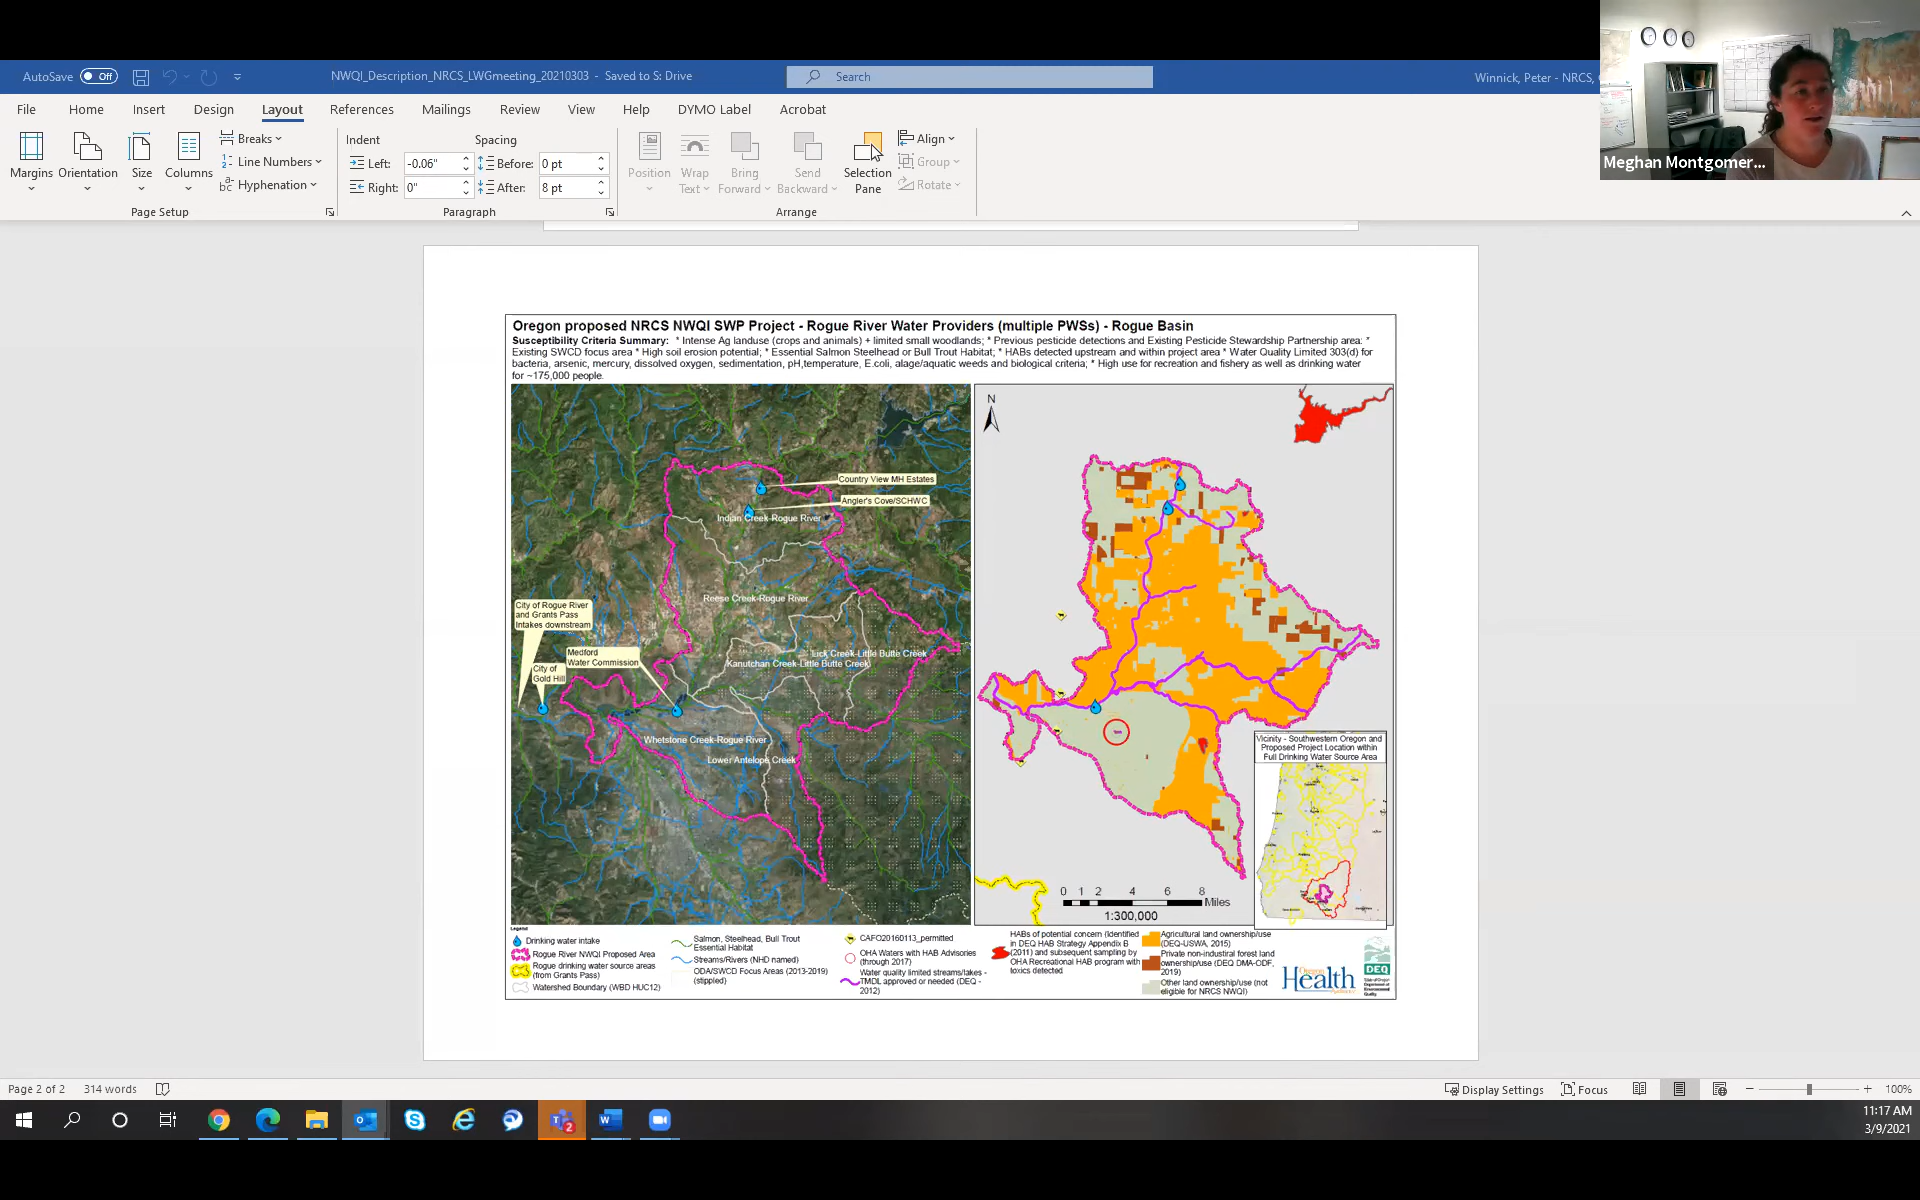 AutoSave Off
NWQI_Description_NRCS_LWGmeeting_20210303 - Saved to S: Drive
Search
Winnick, Peter - NRCS,
File Home Insert Design Layout References Mailings Review View Help DYMO Label Acrobat
Margins
Orientation
Size
Columns
Breaks
Line Numbers
Hyphenation
Page Setup
Indent
Left: -0.06"
Right: 0"
Spacing
Before: 0 pt
After: 8 pt
Paragraph
Position
Wrap
Text
Bring
Forward
Send
Backward
Selection
Pane
Align
Group
Rotate
Arrange
Meghan Montgomer...
Oregon proposed NRCS NWQI SWP Project - Rogue River Water Providers (multiple PWSs) - Rogue Basin
Susceptibility Criteria Summary: * Intense Ag landuse (crops and animals) + limited small woodlands; * Previous pesticide detections and Existing Pesticide Stewardship Partnership area: *
Existing SWCD focus area * High soil erosion potential; * Essential Salmon Steelhead or Bull Trout Habitat; * HABs detected upstream and within project area * Water Quality Limited 303(d) for
bacteria, arsenic, mercury, dissolved oxygen, sedimentation, pH,temperature, E.coli, alage/aquatic weeds and biological criteria; * High use for recreation and fishery as well as drinking water
for ~175,000 people.
Country View MH Estates
Angler's Cove/SCHWC
Indian Creek-Rogue River
Reese Creek-Rogue River
City of Rogue River
and Grants Pass
Intakes downstream
Medford
Water Commission
City of
Gold Hill
Lick Creek-Little Butte Creek
Kanutchan Creek-Little Butte Creek
Whetstone Creek-Rogue River
Lower Antelope Creek
N
Vicinity - Southwestern Oregon and
Proposed Project Location within
Full Drinking Water Source Area
0 1 2 4 6 8
Miles
1:300,000
Legend
Drinking water intake
Rogue River NWQI Proposed Area
Rogue drinking water source areas
(from Grants Pass)
Watershed Boundary (WBD HUC12)
Salmon, Steelhead, Bull Trout
Essential Habitat
Streams/Rivers (NHD named)
ODA/SWCD Focus Areas (2013-2019)
(stippled)
CAFO20160113_permitted
OHA Waters with HAB Advisories
(through 2017)
Water quality limited streams/lakes -
TMDL approved or needed (DEQ -
2012)
HABs of potential concern (Identified
in DEQ HAB Strategy Appendix B
(2011) and subsequent sampling by
OHA Recreational HAB program with
toxics detected
Agricultural land ownership/use
(DEQ-USWA, 2015)
Private non-industrial forest land
ownership/use (DEQ DMA-ODF,
2019)
Other land ownership/use (not
eligible for NRCS NWQI)
Oregon
Health
DEQ
State of Oregon
Department of
Environmental
Quality
Page 2 of 2 314 words
Display Settings Focus 100%
2
11:17 AM
3/9/2021